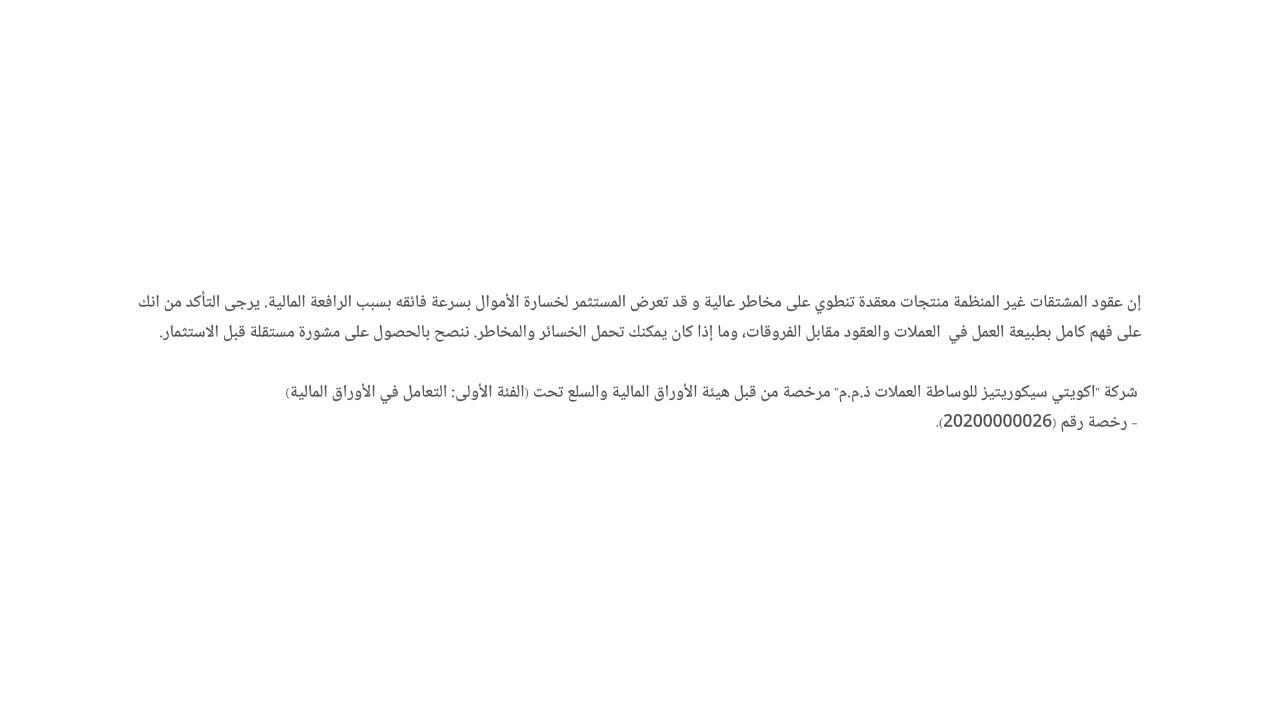 إن عقود المشتقات غير المنظمة منتجات معقدة تنطوي على مخاطر عالية و قد تعرض المستثمر لخسارة الأموال بسرعة فائقه بسبب الرافعة المالية. يرجى التأكد من انك
على فهم كامل بطبيعة العمل في العملات والعقود مقابل الفروقات، وما إذا كان يمكنك تحمل الخسائر والمخاطر. ننصح بالحصول على مشورة مستقلة قبل الاستثمار.
شركة "اكويتي سيكوريتيز للوساطة العملات ذ.م.م" مرخصة من قبل هيئة الأوراق المالية والسلع تحت (الفئة الأولى: التعامل في الأوراق المالية)
- رخصة رقم (20200000026).